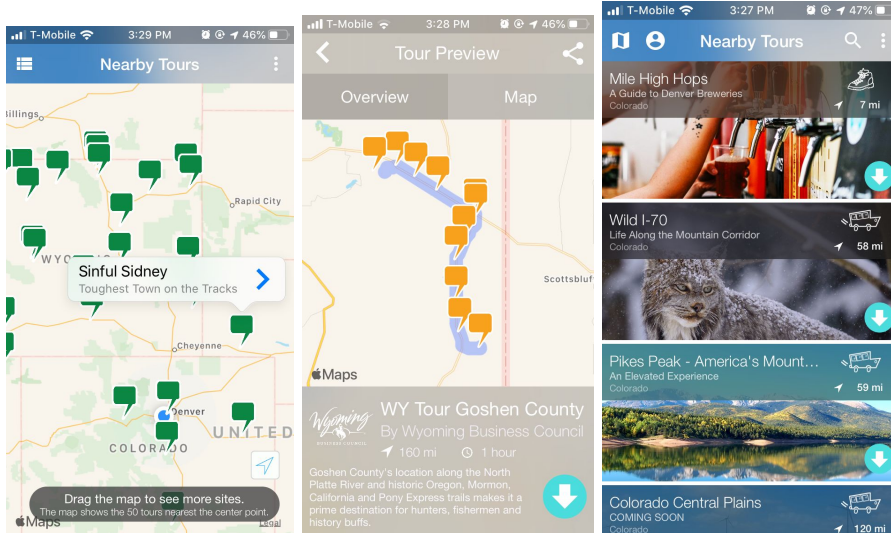 T-Mobile 3:29 PM 46%
Nearby Tours
Billings
Rapid City
Sinful Sidney
Toughest Town on the Tracks
Cheyenne
Denver
UNITED
COLORADO
Drag the map to see more sites.
The map shows the 50 tours nearest the center point.
Maps
Legal
T-Mobile 3:28 PM 46%
Tour Preview
Overview Map
Scottsbluf
Maps
Wyoming
BUSINESS COUNCIL
WY Tour Goshen County
By Wyoming Business Council
160 mi 1 hour
Goshen County's location along the North
Platte River and historic Oregon, Mormon,
California and Pony Express trails makes it a
prime destination for hunters, fishermen and
history buffs.
T-Mobile 3:27 PM 47%
Nearby Tours
Mile High Hops
A Guide to Denver Breweries
Colorado 7 mi
Wild I-70
Life Along the Mountain Corridor
Colorado 58 mi
Pikes Peak - America's Mount...
An Elevated Experience
Colorado 59 mi
Colorado Central Plains
COMING SOON
Colorado 120 mi